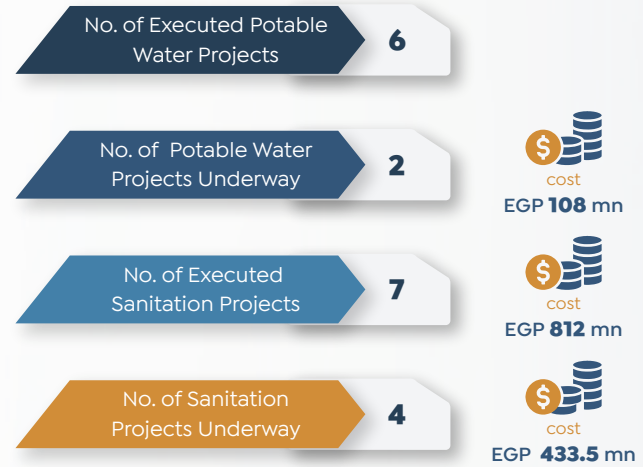 No. of Executed Potable
Water Projects
6
No. of Potable Water
Projects Underway
2
$
cost
EGP 108 mn
No. of Executed
Sanitation Projects
7
$
cost
EGP 812 mn
No. of Sanitation
Projects Underway
4
$
cost
EGP 433.5 mn